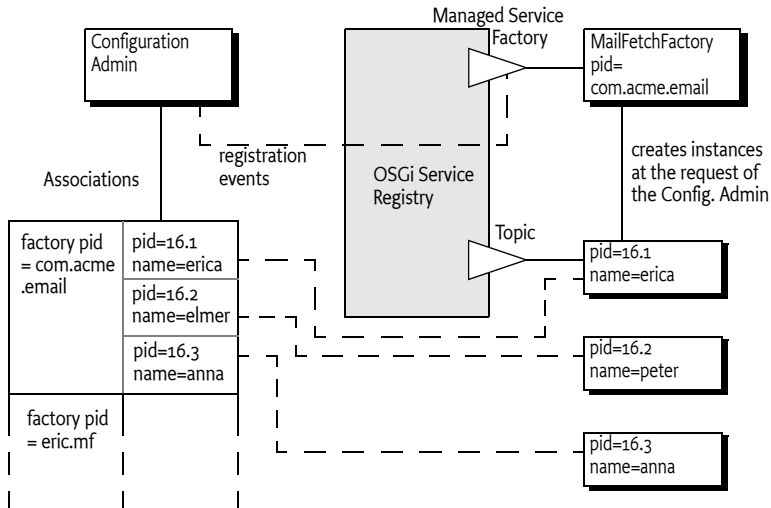 Managed Service
Factory
Configuration
Admin
MailFetchFactory
pid=
com.acme.email
registration
events
OSGi Service
Registry
creates instances
at the request of
the Config. Admin
Associations
factory pid
= com.acme
.email
pid=16.1
name=erica
pid=16.2
name=elmer
pid=16.3
name=anna
factory pid
= eric.mf
Topic
pid=16.1
name=erica
pid=16.2
name=peter
pid=16.3
name=anna